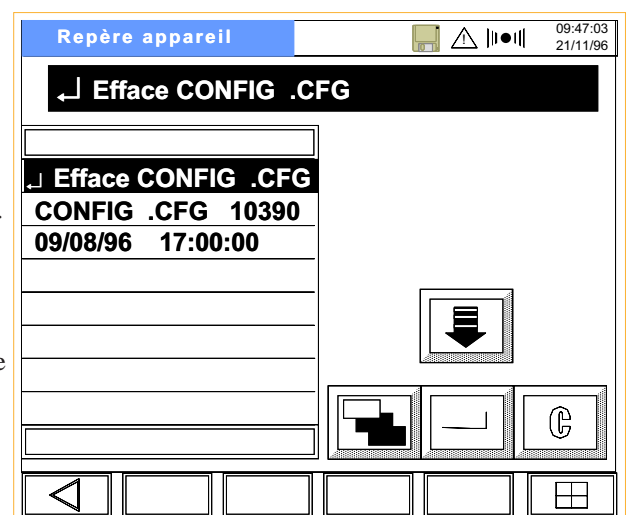 Repère appareil
09:47:03
21/11/96
↵ Efface CONFIG .CFG
↵ Efface CONFIG .CFG
CONFIG .CFG 10390
09/08/96 17:00:00
e
C